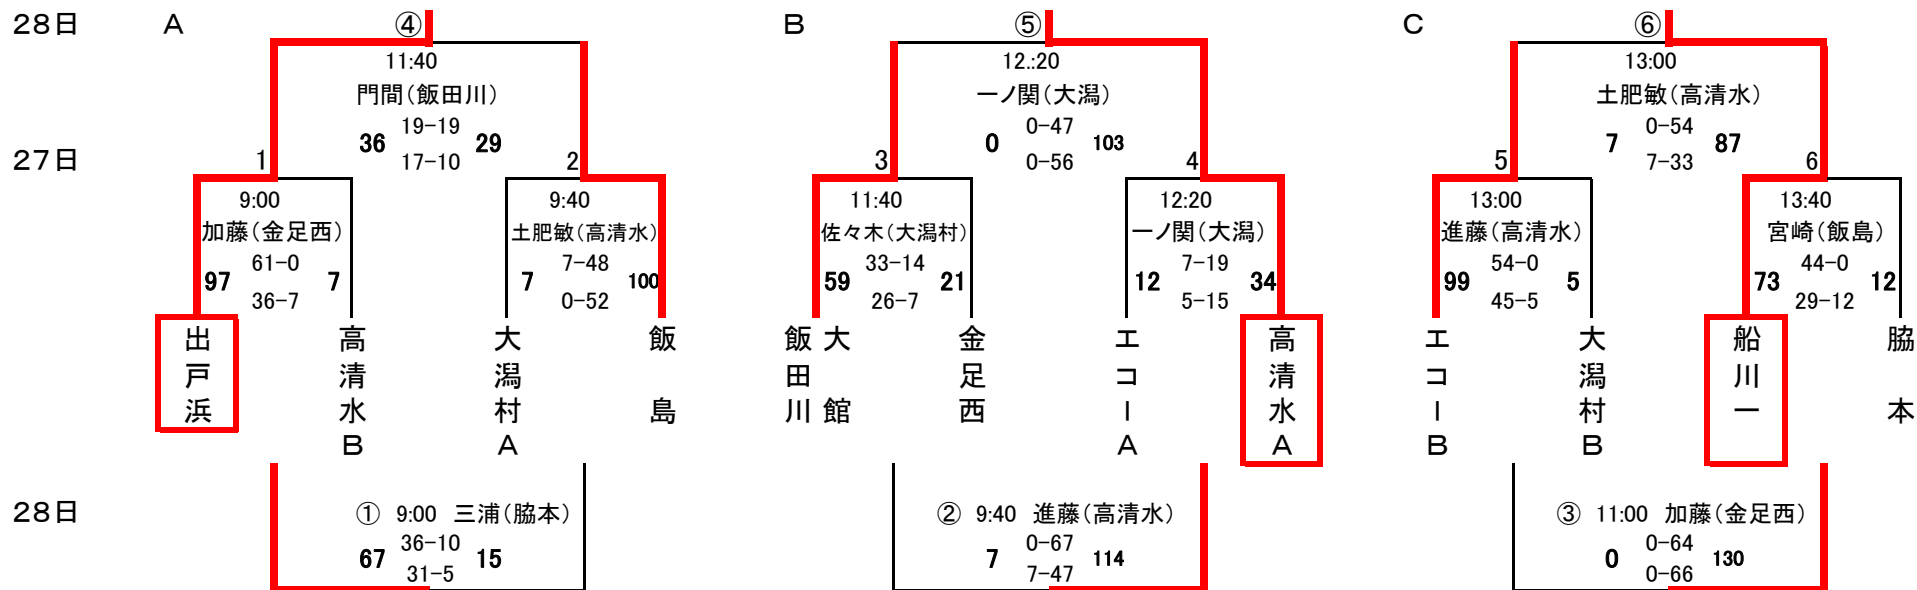 28日 A ④ B ⑤ C ⑥
11:40 12.:20 13:00
門間(飯田川) 一ノ関(大潟) 土肥敏(高清水)
36 19-19 29 0 0-47 103 7 0-54 87
17-10 0-56 7-33
27日 1 2 3 4 5 6
9:00 9:40 11:40 12:20 13:00 13:40
加藤(金足西) 土肥敏(高清水) 佐々木(大潟村) 一ノ関(大潟) 進藤(高清水) 宮崎(飯島)
97 61-0 7 7 7-48 100 59 33-14 21 12 7-19 34 99 54-0 5 73 44-0 12
36-7 0-52 26-7 5-15 45-5 29-12
出戸浜
高清水B
大潟村A
飯島
飯田川
大館
金足西
エコーA
高清水A
エコーB
大潟村B
船川一
脇本
28日 ① 9:00 三浦(脇本) ② 9:40 進藤(高清水) ③ 11:00 加藤(金足西)
67 36-10 15 7 0-67 114 0 0-64 130
31-5 7-47 0-66